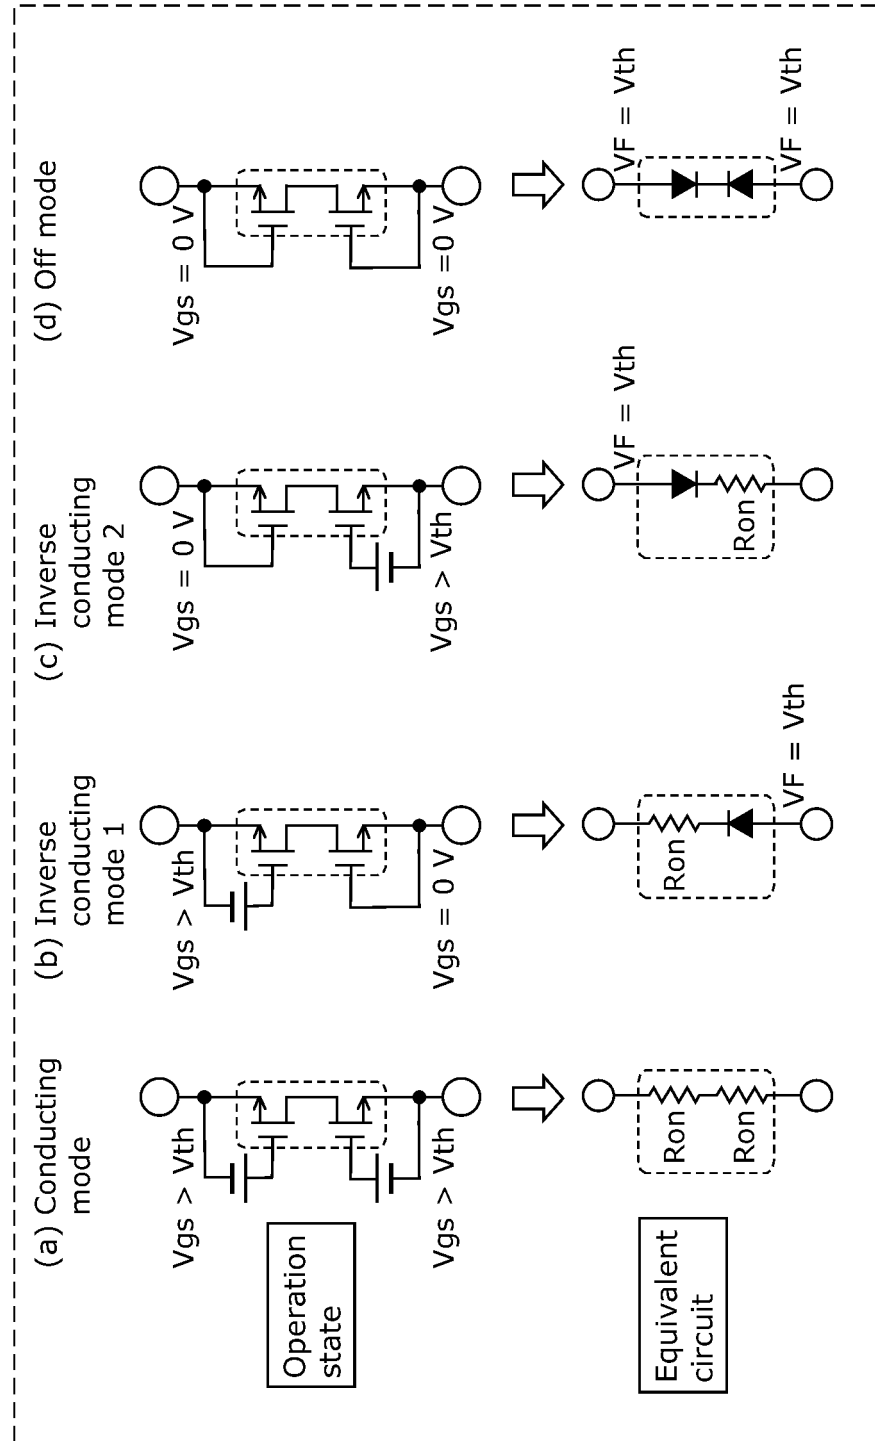 (a) Conducting
mode
(b) Inverse
conducting
mode 1
(c) Inverse
conducting
mode 2
(d) Off mode
Operation
state
Vgs > Vth
Vgs > Vth
Vgs > Vth
Vgs = 0 V
Vgs = 0 V
Vgs > Vth
Vgs = 0 V
Vgs =0 V
Equivalent
circuit
Ron
Ron
Ron
VF = Vth
VF = Vth
Ron
VF = Vth
VF = Vth